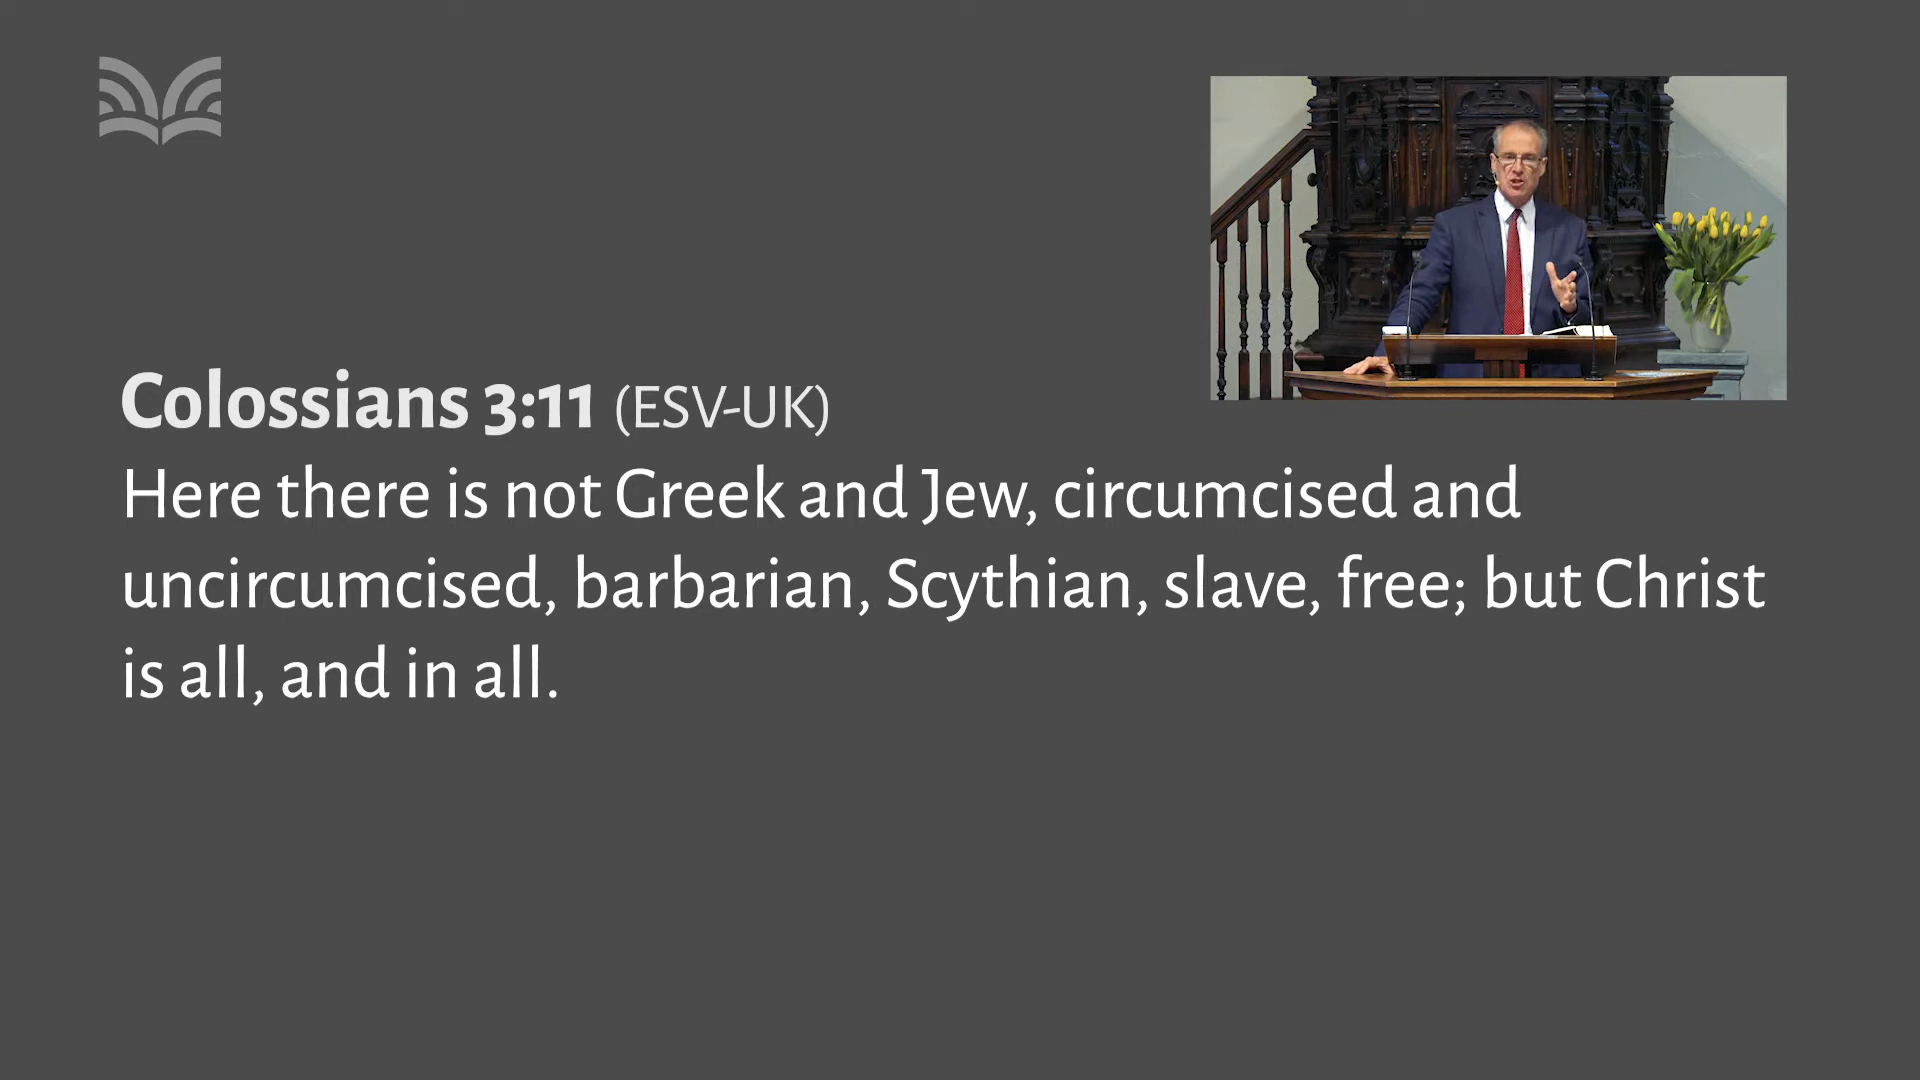 Colossians 3:11 (ESV-UK)
Here there is not Greek and Jew, circumcised and
uncircumcised, barbarian, Scythian, slave, free; but Christ
is all, and in all.